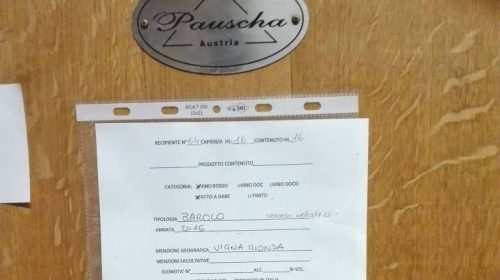 Pauscha
Austria
RECIPIENTE N° 64 CAPIENZA HL 16 CONTENUTO HL 16
PRODOTTO CONTENUTO
CATEGORIA: VINO ROSSO VINO DOC VINO DOCG
ATTO A DARE FINITO
TIPOLOGIA BAROLO
ANNATA 2016
MENZIONE GEOGRAFICA VIGNA RIONDA
MENZIONI FACOLTATIVE
IDONEITA' N° ALC % VOL